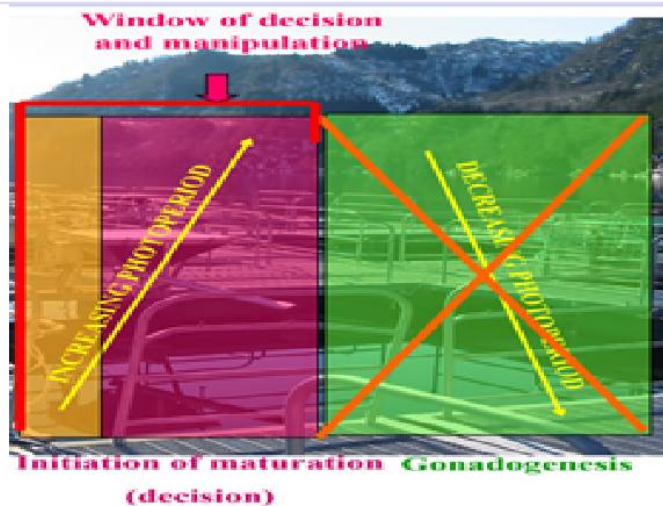 Window of decision
and manipulation
INCREASING PHOTOPERIOD
DECREASING PHOTOPERIOD
Initiation of maturation
(decision)
Gonadogenesis